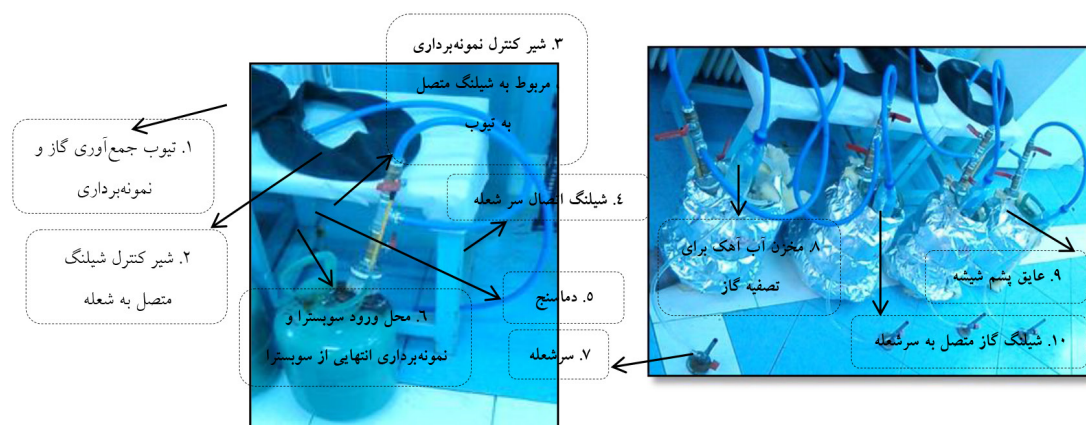 ۱. تیوب جمع‌آوری گاز و
نمونه‌برداری
۲. شیر کنترل شیلنگ
متصل به شعله
۳. شیر کنترل نمونه‌برداری
مربوط به شیلنگ متصل
به تیوب
۴. شیلنگ اتصال سر شعله
۵. دماسنج
۶. محل ورود سوبسترا و
نمونه‌برداری انتهایی از سوبسترا
۷. سرشعله
۸. مخزن آب آهک برای
تصفیه گاز
۹. عایق پشم شیشه
۱۰. شیلنگ گاز متصل به سرشعله